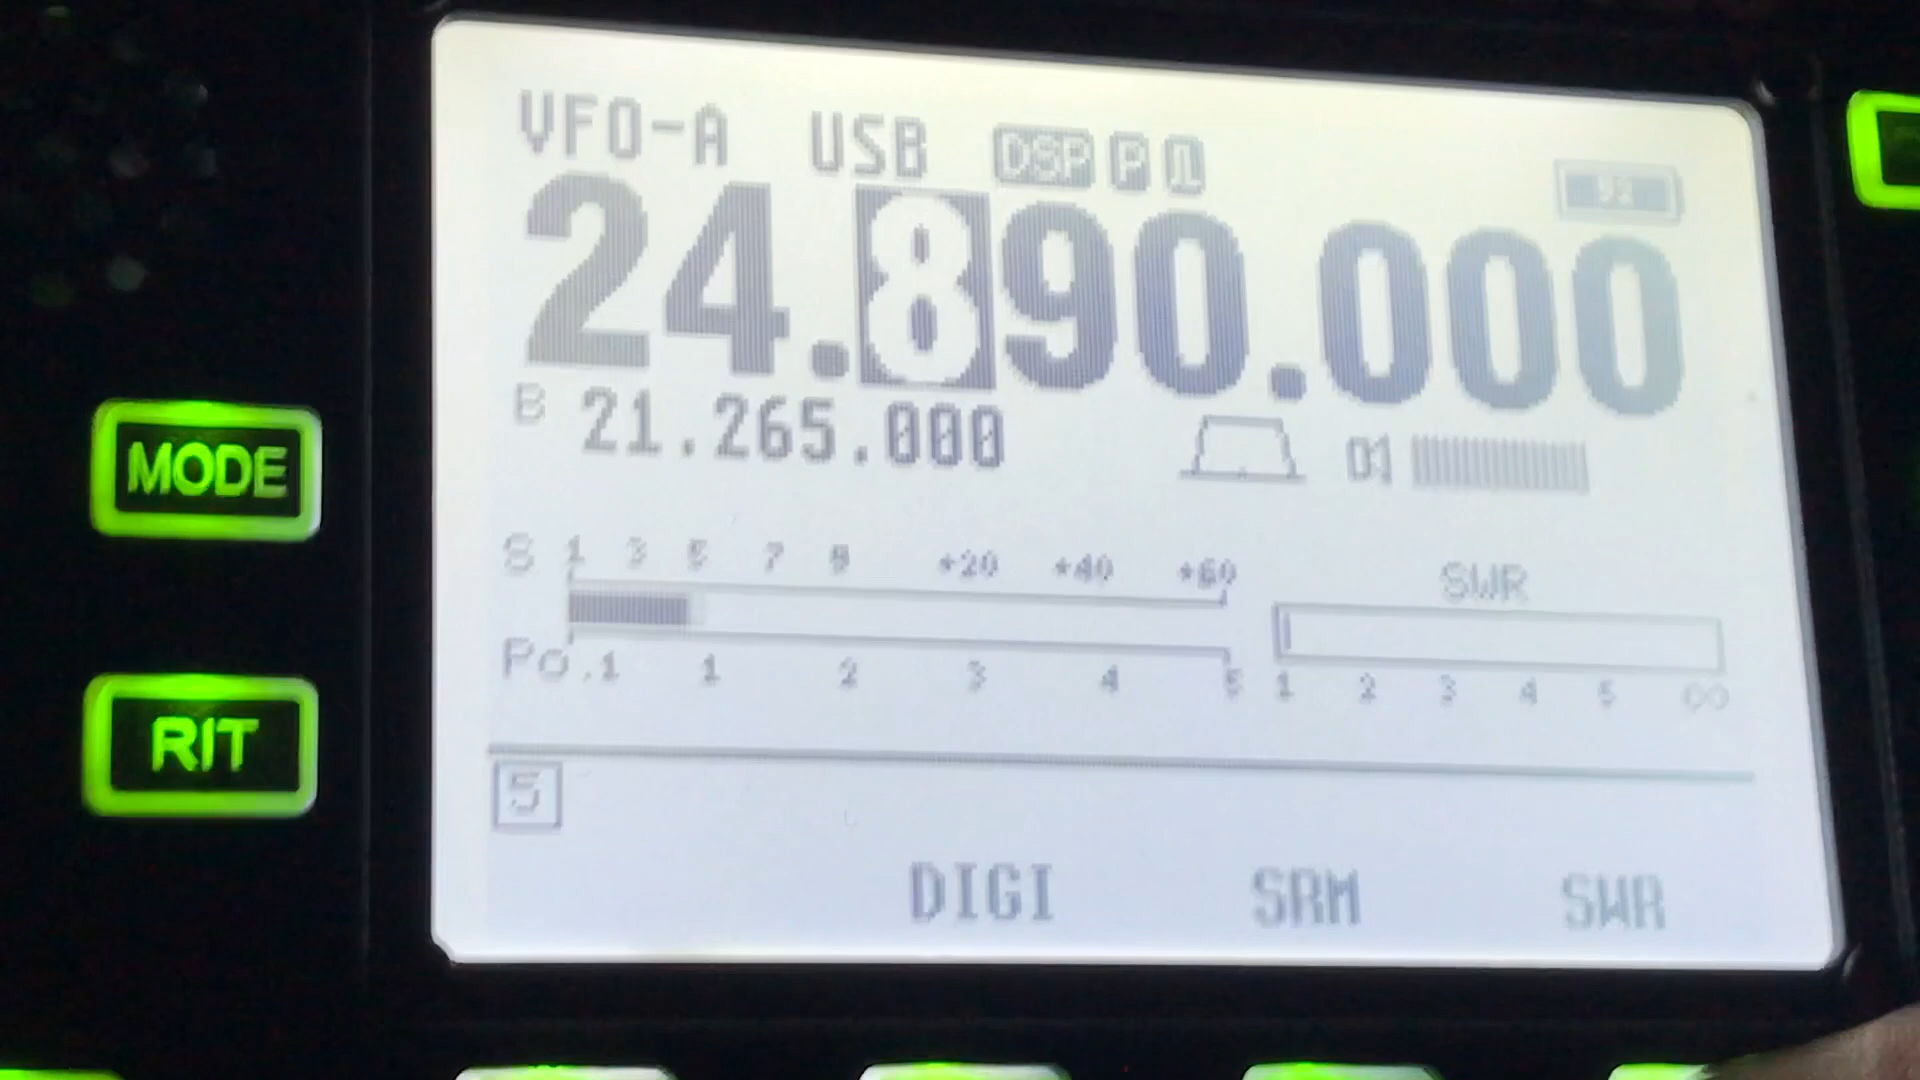 VFO-A USB DSP P
24.890.000
B 21.265.000
MODE
S 1 3 5 7 9 +20 +40 +60 SWR
Po .1 1 2 3 4 5 1 2 3 4 5 ∞
RIT
5
DIGI SRM SWR